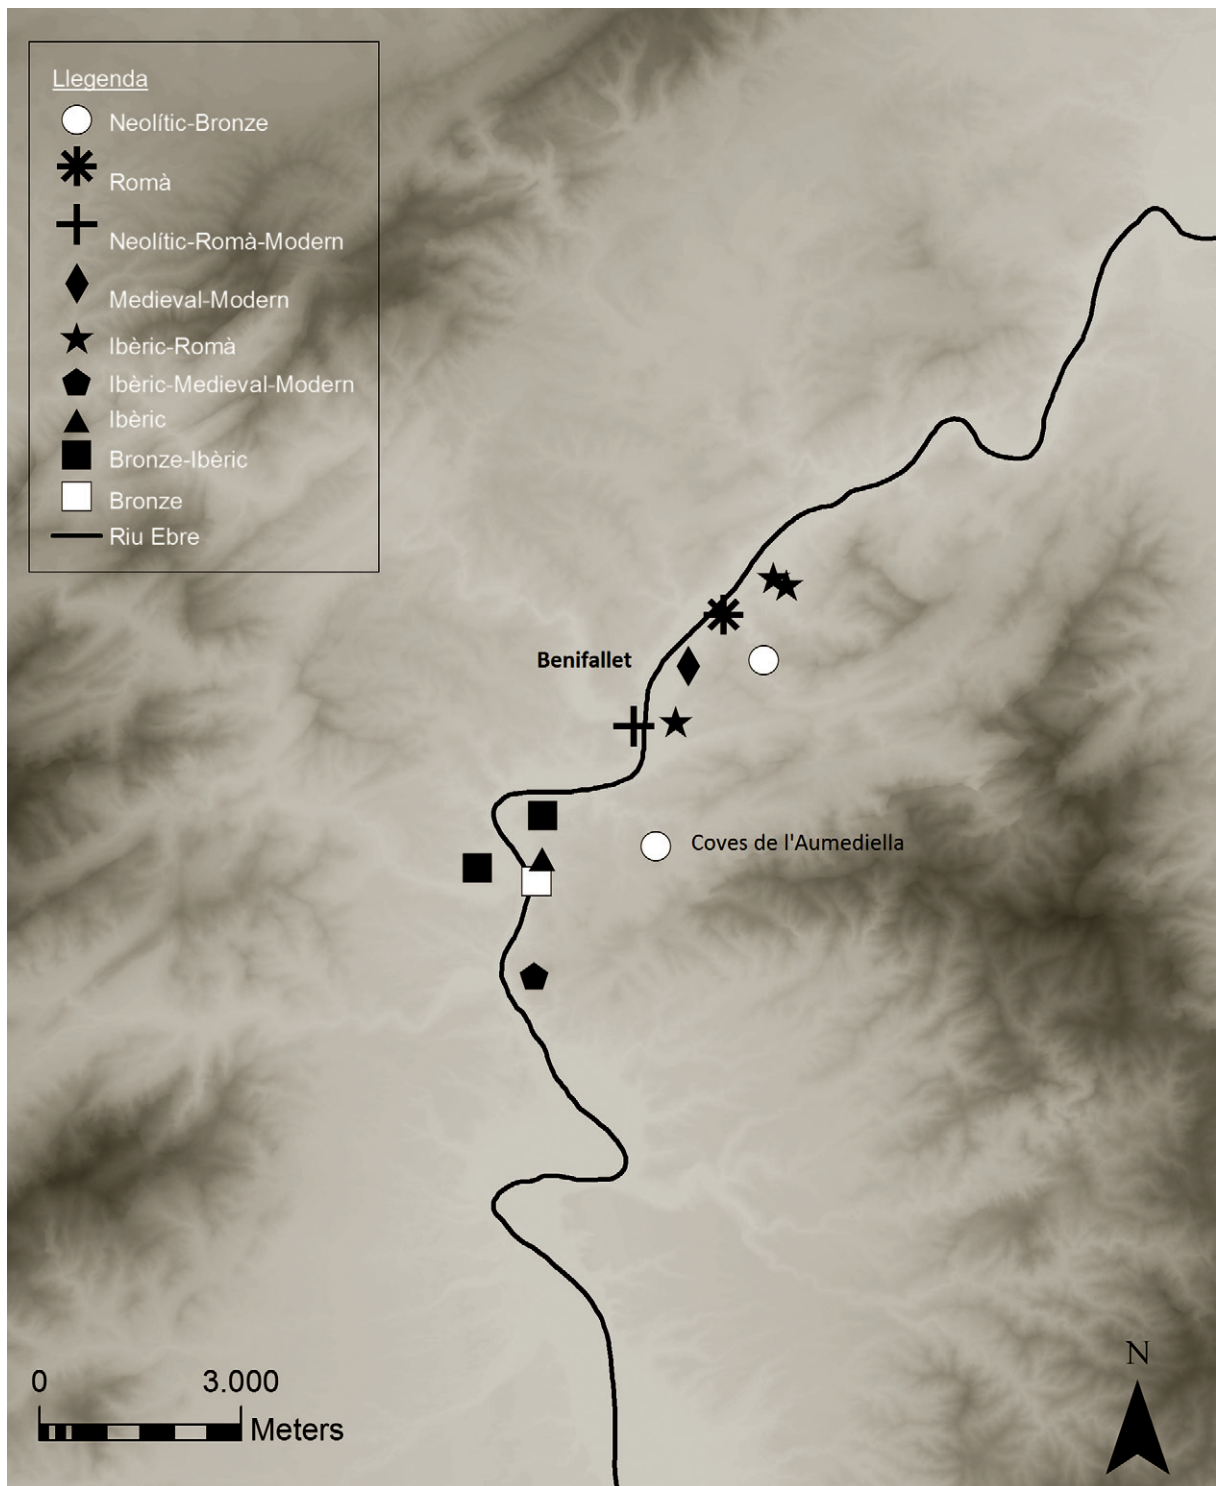 Llegenda
Neolític-Bronze
Romà
Neolític-Romà-Modern
Medieval-Modern
Ibèric-Romà
Ibèric-Medieval-Modern
Ibèric
Bronze-Ibèric
Bronze
Riu Ebre
Benifallet
Coves de l'Aumediella
N
0 3.000
Meters